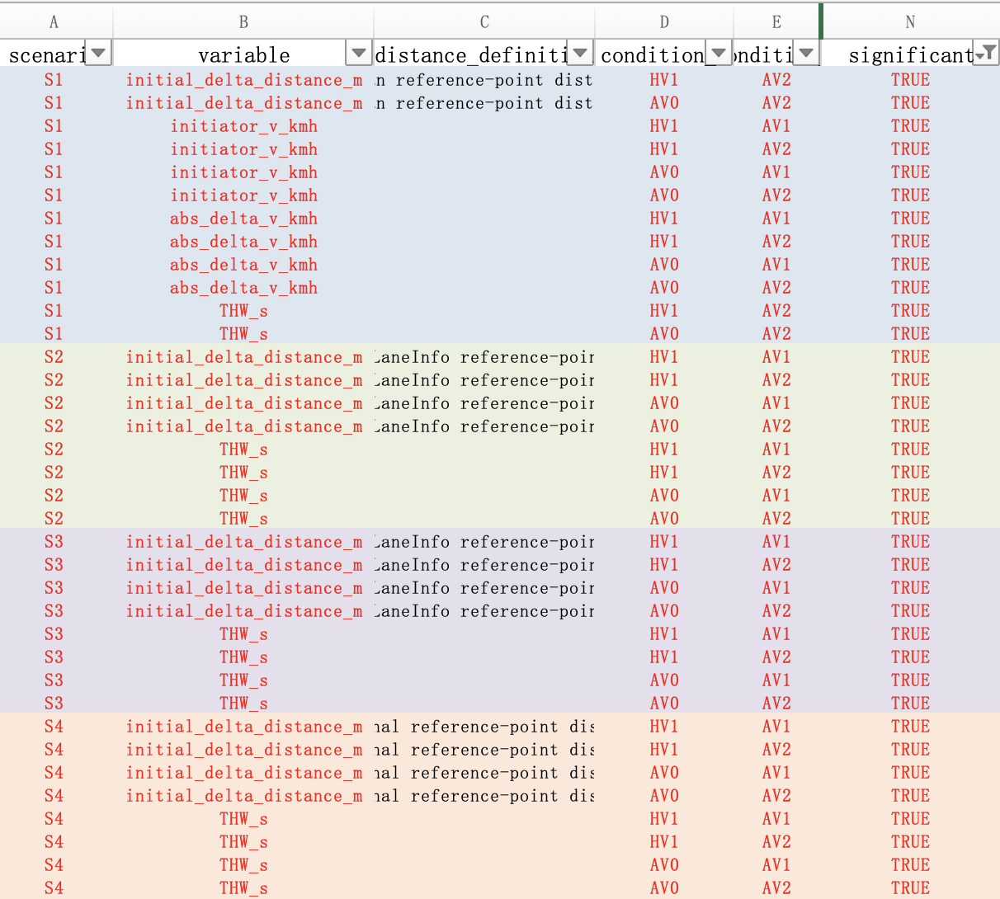 A B C D E N
scenari variable distance_definiti condition_ onditi significant
S1 initial_delta_distance_m n reference-point dist HV1 AV2 TRUE
S1 initial_delta_distance_m n reference-point dist AV0 AV2 TRUE
S1 initiator_v_kmh HV1 AV1 TRUE
S1 initiator_v_kmh HV1 AV2 TRUE
S1 initiator_v_kmh AV0 AV1 TRUE
S1 initiator_v_kmh AV0 AV2 TRUE
S1 abs_delta_v_kmh HV1 AV1 TRUE
S1 abs_delta_v_kmh HV1 AV2 TRUE
S1 abs_delta_v_kmh AV0 AV1 TRUE
S1 abs_delta_v_kmh AV0 AV2 TRUE
S1 THW_s HV1 AV2 TRUE
S1 THW_s AV0 AV2 TRUE
S2 initial_delta_distance_m LaneInfo reference-poir HV1 AV1 TRUE
S2 initial_delta_distance_m LaneInfo reference-poir HV1 AV2 TRUE
S2 initial_delta_distance_m LaneInfo reference-poir AV0 AV1 TRUE
S2 initial_delta_distance_m LaneInfo reference-poir AV0 AV2 TRUE
S2 THW_s HV1 AV1 TRUE
S2 THW_s HV1 AV2 TRUE
S2 THW_s AV0 AV1 TRUE
S2 THW_s AV0 AV2 TRUE
S3 initial_delta_distance_m LaneInfo reference-poir HV1 AV1 TRUE
S3 initial_delta_distance_m LaneInfo reference-poir HV1 AV2 TRUE
S3 initial_delta_distance_m LaneInfo reference-poir AV0 AV1 TRUE
S3 initial_delta_distance_m LaneInfo reference-poir AV0 AV2 TRUE
S3 THW_s HV1 AV1 TRUE
S3 THW_s HV1 AV2 TRUE
S3 THW_s AV0 AV1 TRUE
S3 THW_s AV0 AV2 TRUE
S4 initial_delta_distance_m nal reference-point dis HV1 AV1 TRUE
S4 initial_delta_distance_m nal reference-point dis HV1 AV2 TRUE
S4 initial_delta_distance_m nal reference-point dis AV0 AV1 TRUE
S4 initial_delta_distance_m nal reference-point dis AV0 AV2 TRUE
S4 THW_s HV1 AV1 TRUE
S4 THW_s HV1 AV2 TRUE
S4 THW_s AV0 AV1 TRUE
S4 THW_s AV0 AV2 TRUE